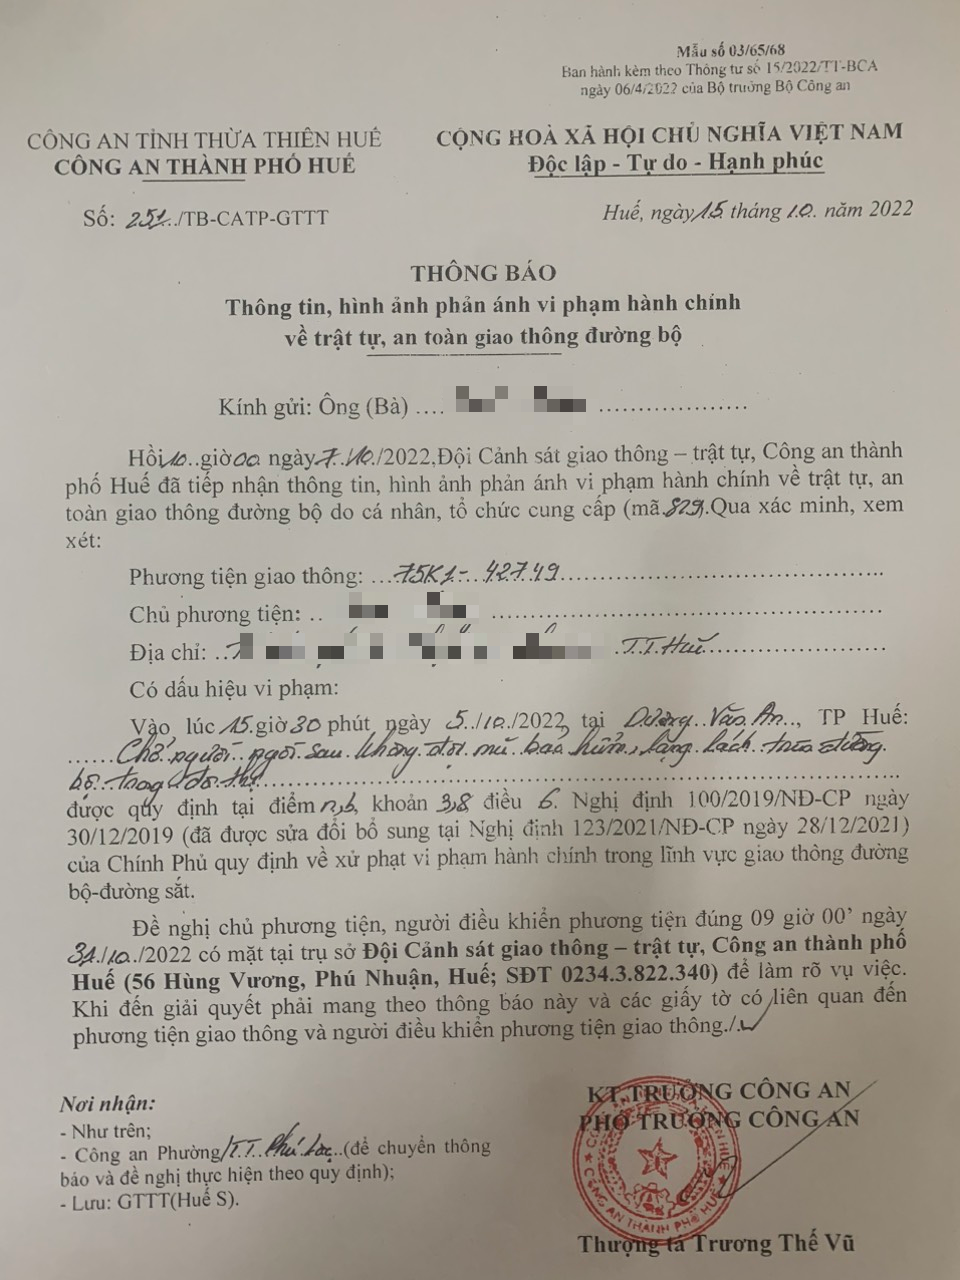 Mẫu số 03/65/68
Ban hành kèm theo Thông tư số 15/2022/TT-BCA
ngày 06/4/2022 của Bộ trưởng Bộ Công an
CÔNG AN TỈNH THỪA THIÊN HUẾ
CÔNG AN THÀNH PHỐ HUẾ
CỘNG HOÀ XÃ HỘI CHỦ NGHĨA VIỆT NAM
Độc lập - Tự do - Hạnh phúc
Số: 251../TB-CATP-GTTT
Huế, ngày 15 tháng 10. năm 2022
THÔNG BÁO
Thông tin, hình ảnh phản ánh vi phạm hành chính
về trật tự, an toàn giao thông đường bộ
Kính gửi: Ông (Bà) ....
Hồi 10..giờ 00 ngày 7../10./2022,Đội Cảnh sát giao thông – trật tự, Công an thành
phố Huế đã tiếp nhận thông tin, hình ảnh phản ánh vi phạm hành chính về trật tự, an
toàn giao thông đường bộ do cá nhân, tổ chức cung cấp (mã.829).Qua xác minh, xem
xét:
Phương tiện giao thông: ...75K1- 427.49
Chủ phương tiện: ..
Địa chỉ: .. .T.T.Huế
Có dấu hiệu vi phạm:
Vào lúc 15.giờ 30 phút, ngày 5../10../2022, tại Dương..Văn.An.., TP Huế:
Chở.người..ngồi sau.không.đội.mũ.bảo.hiểm.,lạng.lách.trên đường.
bộ.trong.đô.thị
được quy định tại điểm n,b, khoản 3,8 điều 6. Nghị định 100/2019/NĐ-CP ngày
30/12/2019 (đã được sửa đổi bổ sung tại Nghị định 123/2021/NĐ-CP ngày 28/12/2021)
của Chính Phủ quy định về xử phạt vi phạm hành chính trong lĩnh vực giao thông đường
bộ-đường sắt.
Đề nghị chủ phương tiện, người điều khiển phương tiện đúng 09 giờ 00’ ngày
31/10../2022 có mặt tại trụ sở Đội Cảnh sát giao thông – trật tự, Công an thành phố
Huế (56 Hùng Vương, Phú Nhuận, Huế; SĐT 0234.3.822.340) để làm rõ vụ việc.
Khi đến giải quyết phải mang theo thông báo này và các giấy tờ có liên quan đến
phương tiện giao thông và người điều khiển phương tiện giao thông./.
Nơi nhận:
- Như trên;
- Công an Phường/T.T..Phú Lộc..(để chuyển thông
báo và đề nghị thực hiện theo quy định);
- Lưu: GTTT(Huế S).
KT.TRƯỞNG CÔNG AN
PHÓ TRƯỞNG CÔNG AN
CÔNG AN THÀNH PHỐ HUẾ
Thượng tá Trương Thế Vũ